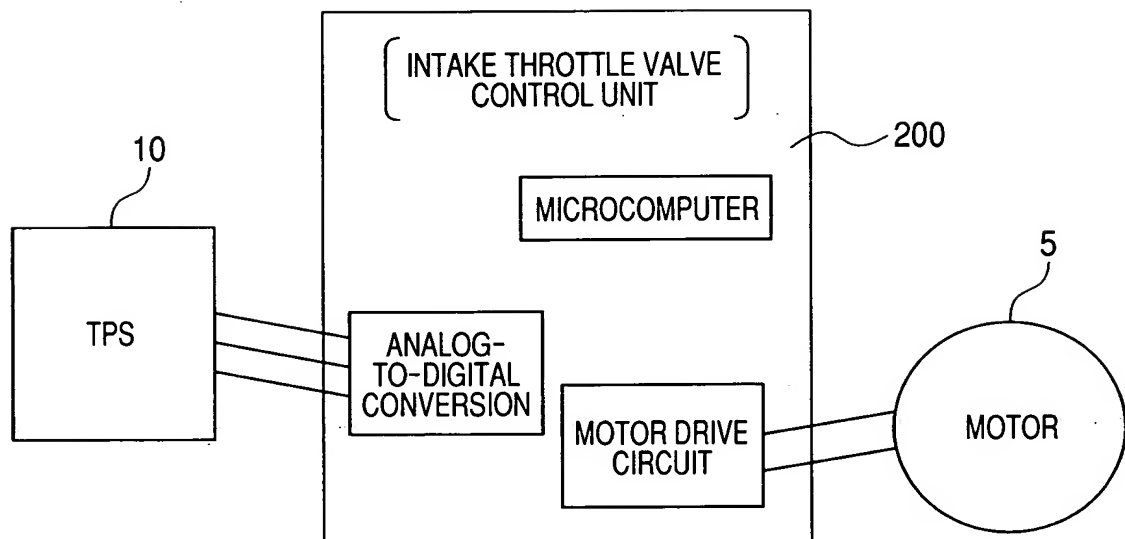 INTAKE THROTTLE VALVE
CONTROL UNIT
200
10
MICROCOMPUTER
5
TPS
ANALOG-
TO-DIGITAL
CONVERSION
MOTOR DRIVE
CIRCUIT
MOTOR